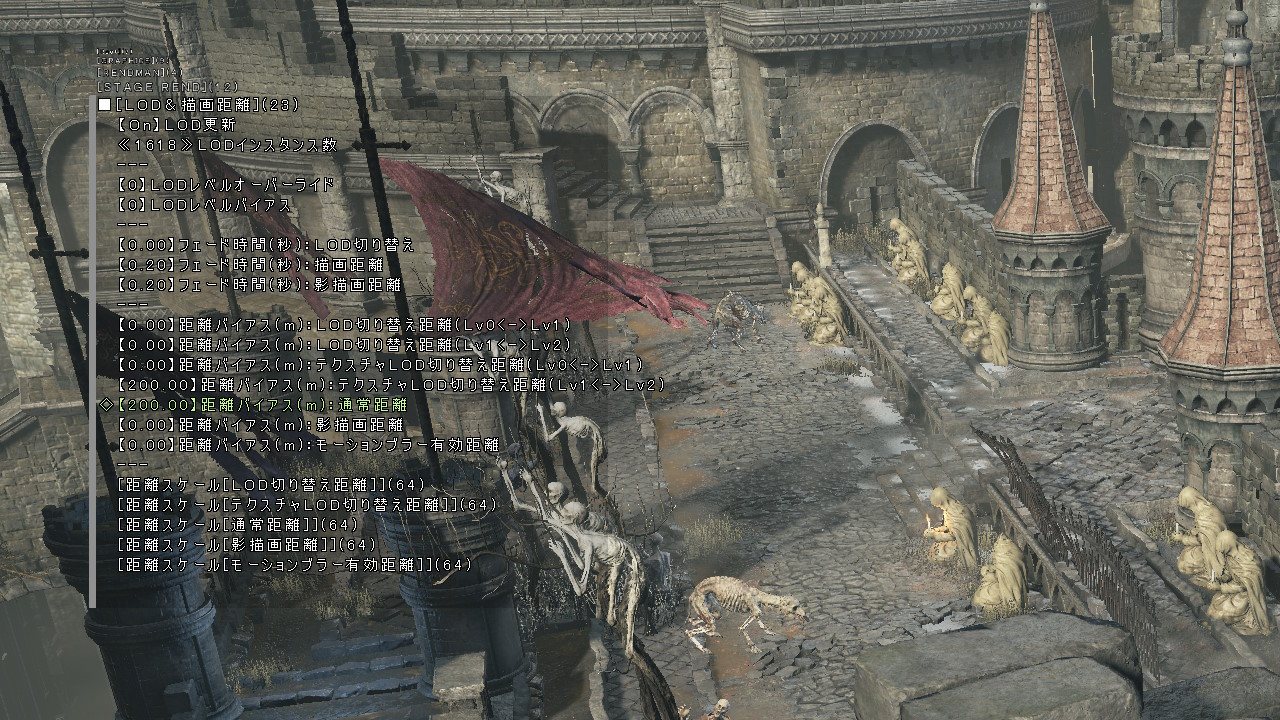 [GRAPHICS](9)
[RENDMAN](4)
[STAGE REND](12)
■[LOD&描画距離](23)
【On】LOD更新
≪1618≫LODインスタンス数
---
【0】LODレベルオーバーライド
【0】LODレベルバイアス
---
【0.00】フェード時間(秒):LOD切り替え
【0.20】フェード時間(秒):描画距離
【0.20】フェード時間(秒):影描画距離
---
【0.00】距離バイアス(m):LOD切り替え距離(Lv0<->Lv1)
【0.00】距離バイアス(m):LOD切り替え距離(Lv1<->Lv2)
【0.00】距離バイアス(m):テクスチャLOD切り替え距離(Lv0<->Lv1)
【200.00】距離バイアス(m):テクスチャLOD切り替え距離(Lv1<->Lv2)
◇【200.00】距離バイアス(m):通常距離
【0.00】距離バイアス(m):影描画距離
【0.00】距離バイアス(m):モーションブラー有効距離
---
[距離スケール[LOD切り替え距離]](64)
[距離スケール[テクスチャLOD切り替え距離]](64)
[距離スケール[通常距離]](64)
[距離スケール[影描画距離]](64)
[距離スケール[モーションブラー有効距離]](64)